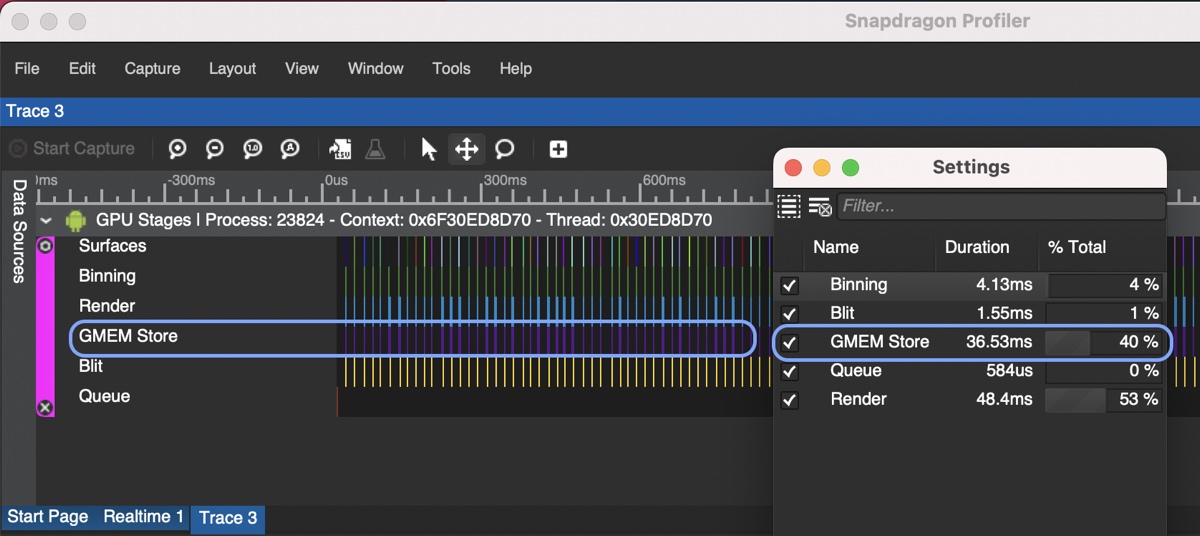 Snapdragon Profiler
File Edit Capture Layout View Window Tools Help
Trace 3
Start Capture
Data Sources
-300ms 0us 300ms 600ms
GPU Stages | Process: 23824 - Context: 0x6F30ED8D70 - Thread: 0x30ED8D70
Surfaces
Binning
Render
GMEM Store
Blit
Queue
Settings
Filter...
Name Duration % Total
Binning 4.13ms 4 %
Blit 1.55ms 1 %
GMEM Store 36.53ms 40 %
Queue 584us 0 %
Render 48.4ms 53 %
Start Page Realtime 1 Trace 3